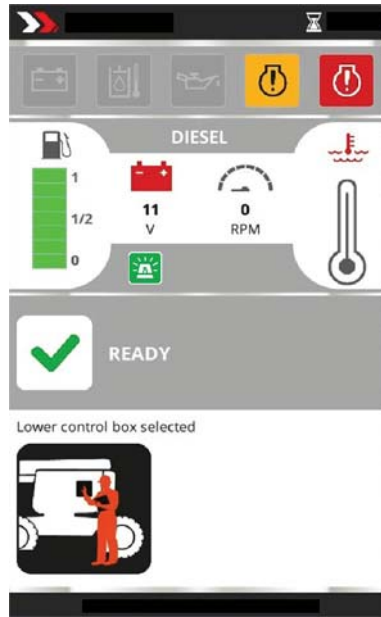 DIESEL
1
1/2
0
11
V
0
RPM
READY
Lower control box selected